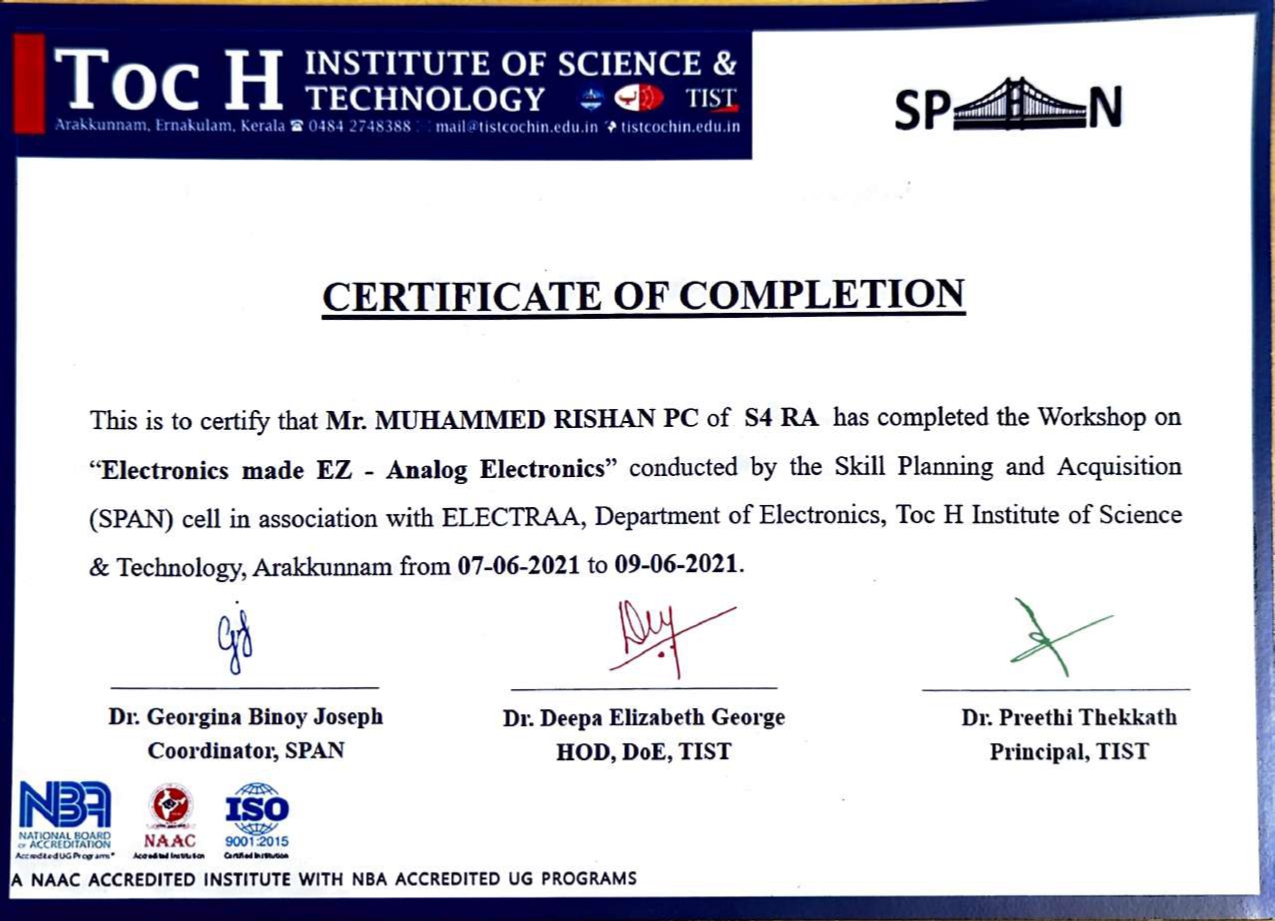 Toc H INSTITUTE OF SCIENCE &
TECHNOLOGY TIST
Arakkunnam, Ernakulam, Kerala ☎ 0484 2748388 mail@tistcochin.edu.in tistcochin.edu.in
SP N
CERTIFICATE OF COMPLETION
This is to certify that Mr. MUHAMMED RISHAN PC of S4 RA has completed the Workshop on
“Electronics made EZ - Analog Electronics” conducted by the Skill Planning and Acquisition
(SPAN) cell in association with ELECTRAA, Department of Electronics, Toc H Institute of Science
& Technology, Arakkunnam from 07-06-2021 to 09-06-2021.
Dr. Georgina Binoy Joseph
Coordinator, SPAN
Dr. Deepa Elizabeth George
HOD, DoE, TIST
Dr. Preethi Thekkath
Principal, TIST
NBA
NATIONAL BOARD
OF ACCREDITATION
Accredited UG Programs*
NAAC
Accredited Institution
ISO
9001:2015
Certified Institution
A NAAC ACCREDITED INSTITUTE WITH NBA ACCREDITED UG PROGRAMS